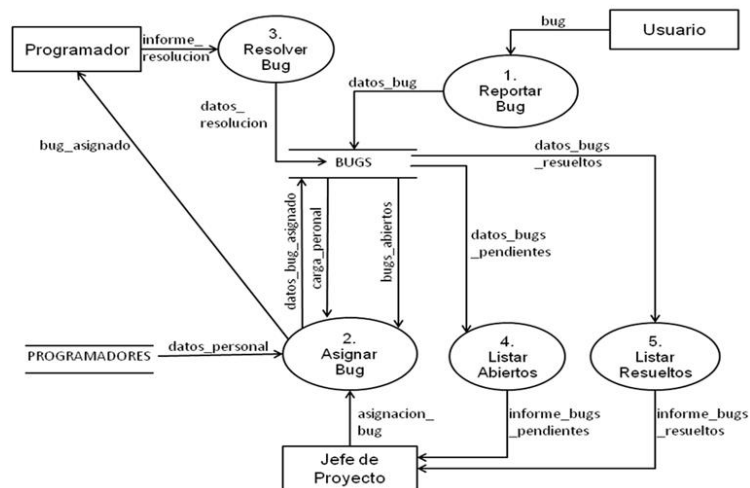 bug
Usuario
Programador
informe_
resolucion
3.
Resolver
Bug
1.
Reportar
Bug
datos_bug
datos_
resolucion
bug_asignado
BUGS
datos_bugs
_resueltos
datos_bug_asignado
carga_peronal
bugs_abiertos
datos_bugs
_pendientes
PROGRAMADORES
datos_personal
2.
Asignar
Bug
4.
Listar
Abiertos
5.
Listar
Resueltos
asignacion_
bug
informe_bugs
_pendientes
informe_bugs
_resueltos
Jefe de
Proyecto